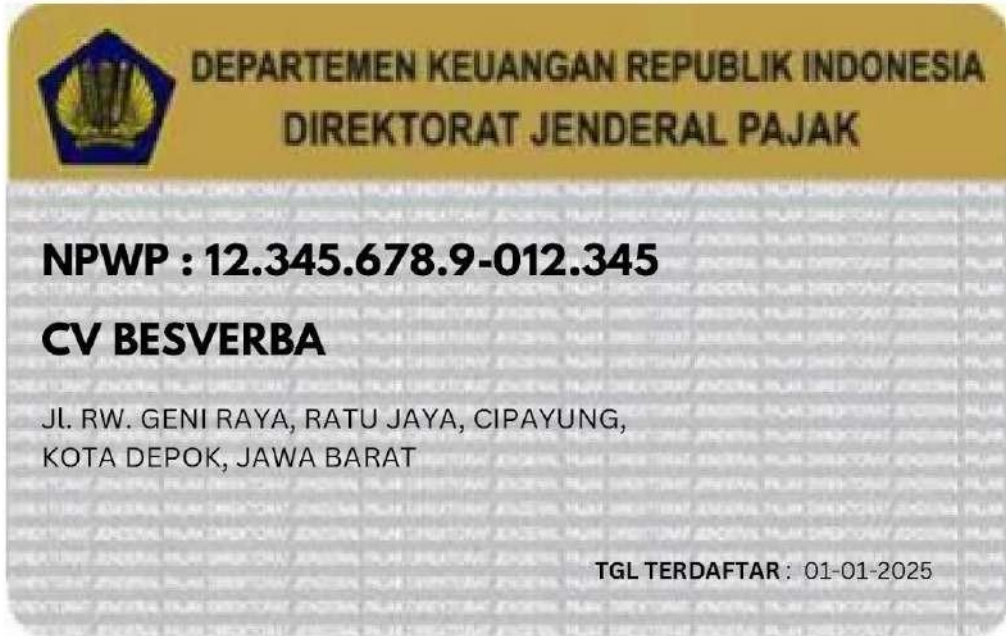 DEPARTEMEN KEUANGAN REPUBLIK INDONESIA
DIREKTORAT JENDERAL PAJAK
NPWP : 12.345.678.9-012.345
CV BESVERBA
Jl. RW. GENI RAYA, RATU JAYA, CIPAYUNG,
KOTA DEPOK, JAWA BARAT
TGL TERDAFTAR : 01-01-2025